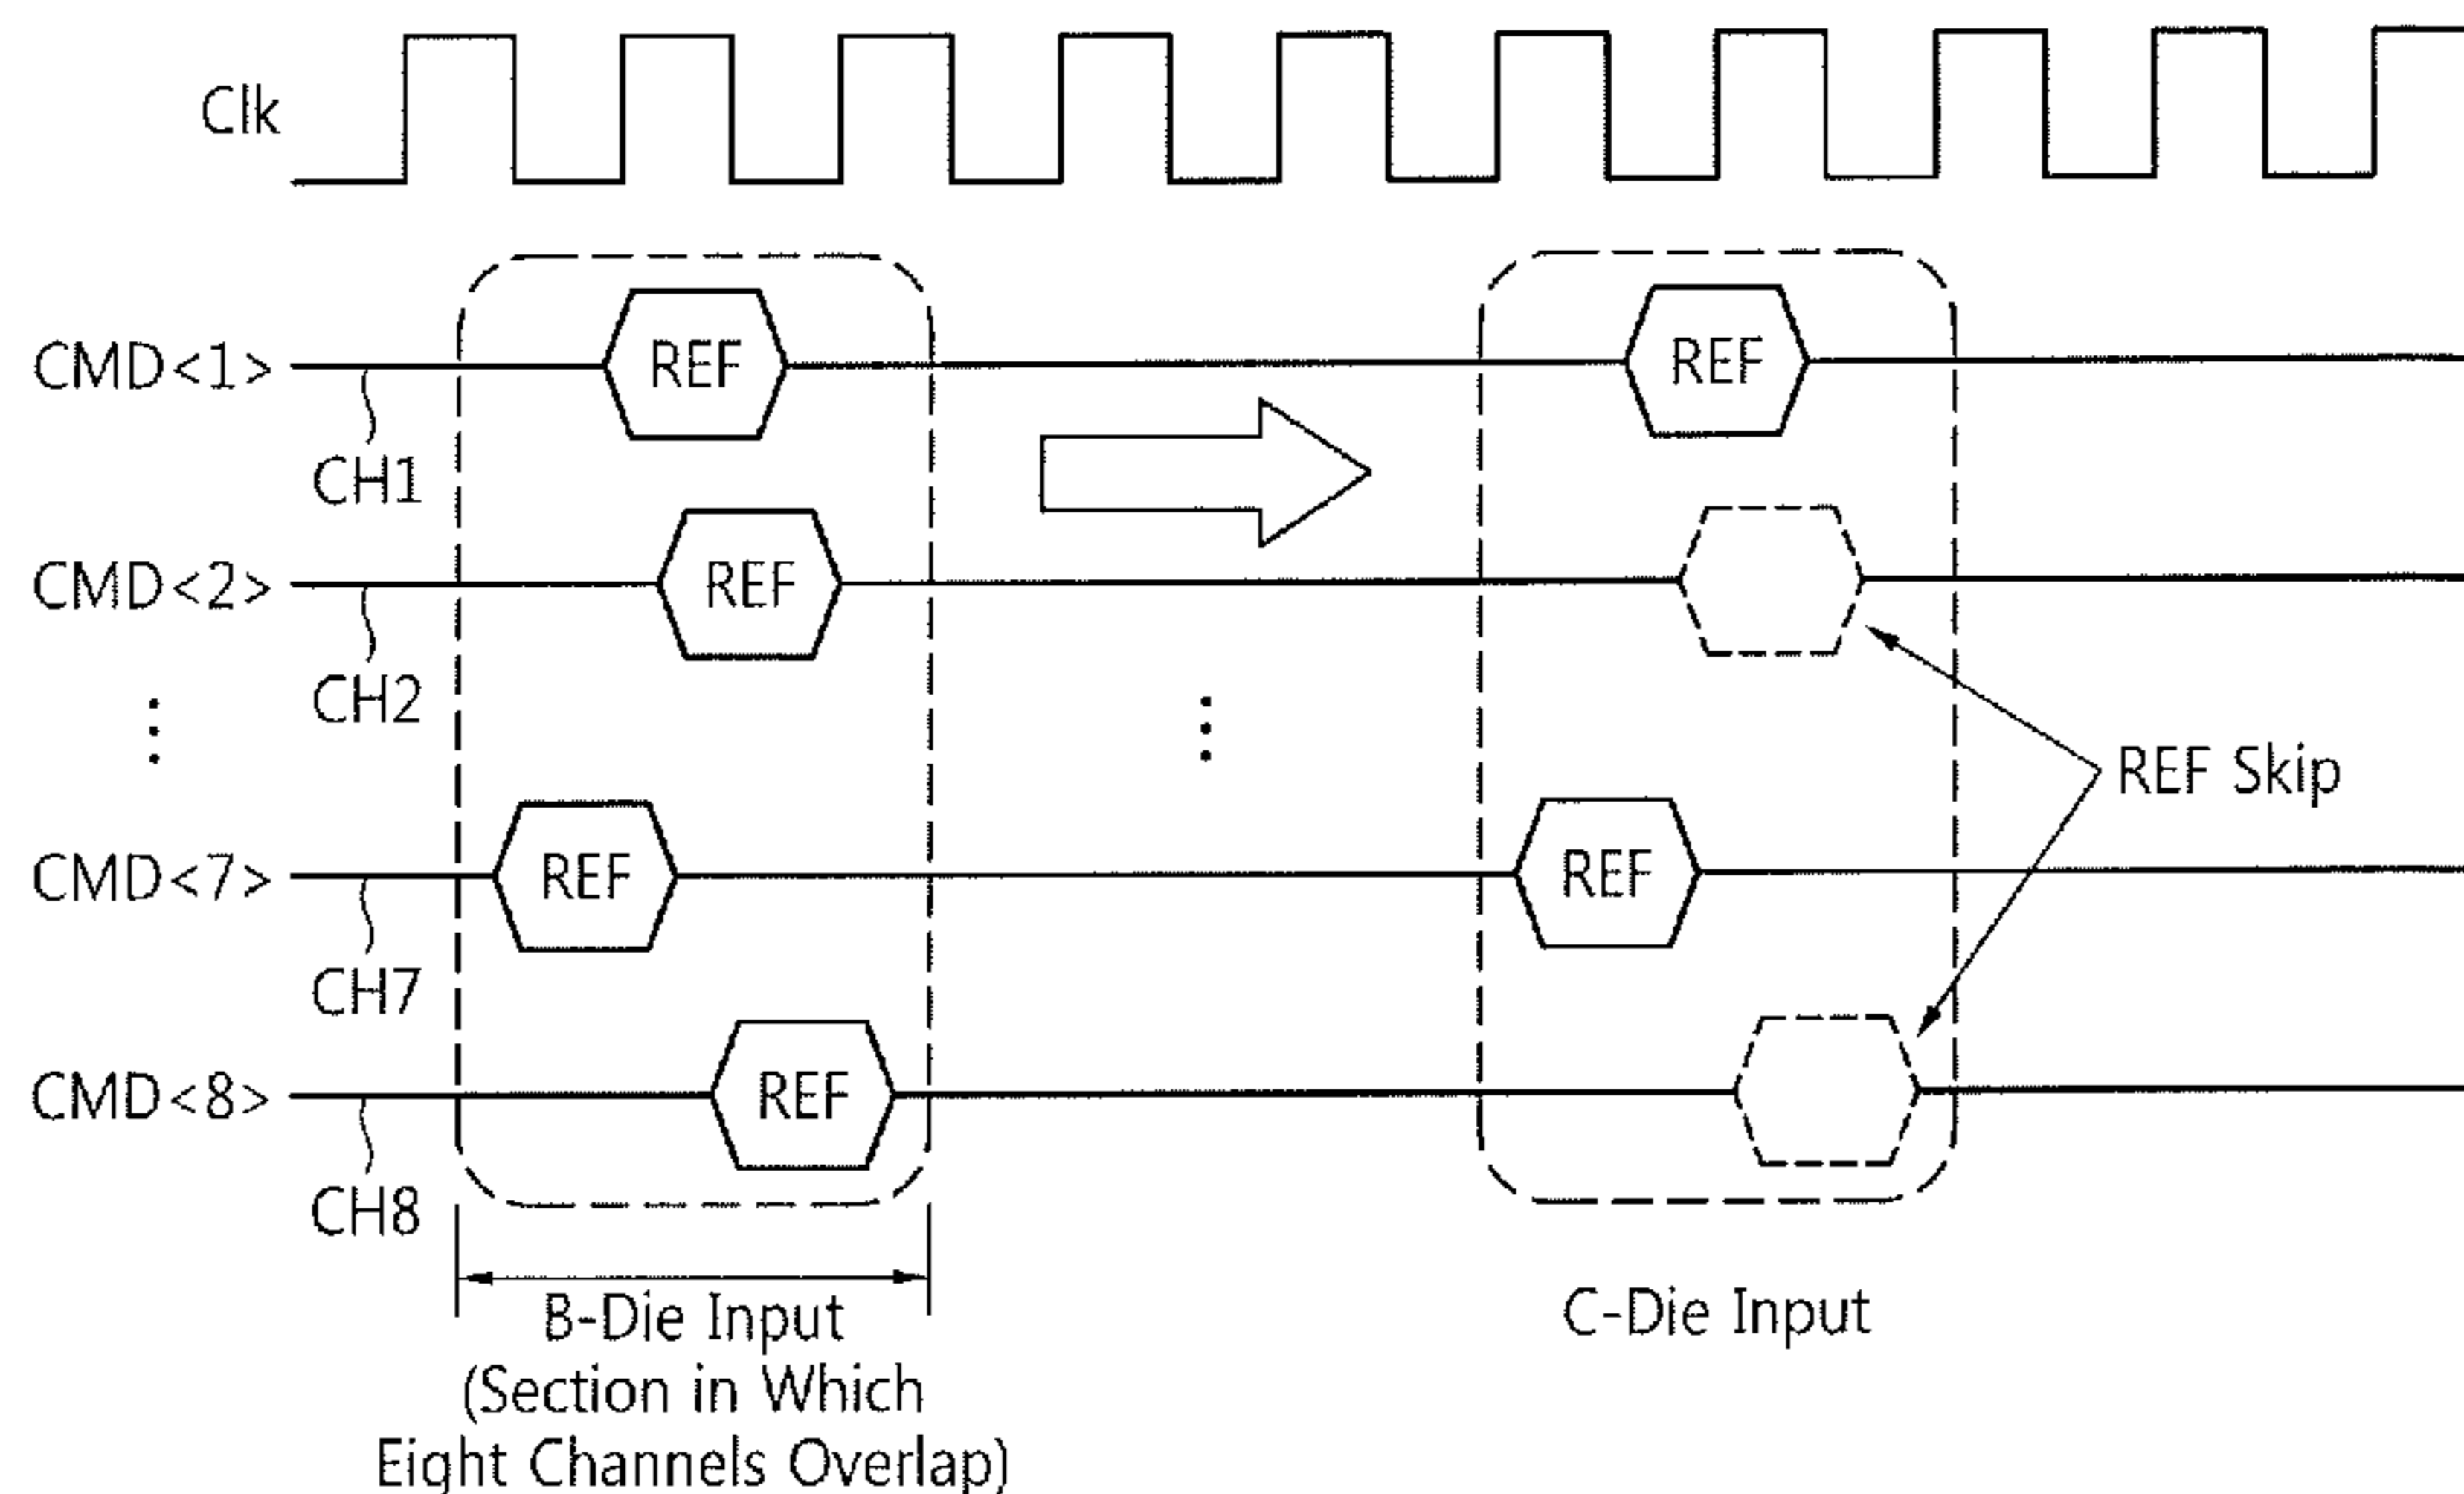 Clk
CMD<1>
REF
REF
CH1
CMD<2>
REF
CH2
REF Skip
CMD<7>
REF
REF
CH7
CMD<8>
REF
CH8
B-Die Input
(Section in Which
Eight Channels Overlap)
C-Die Input